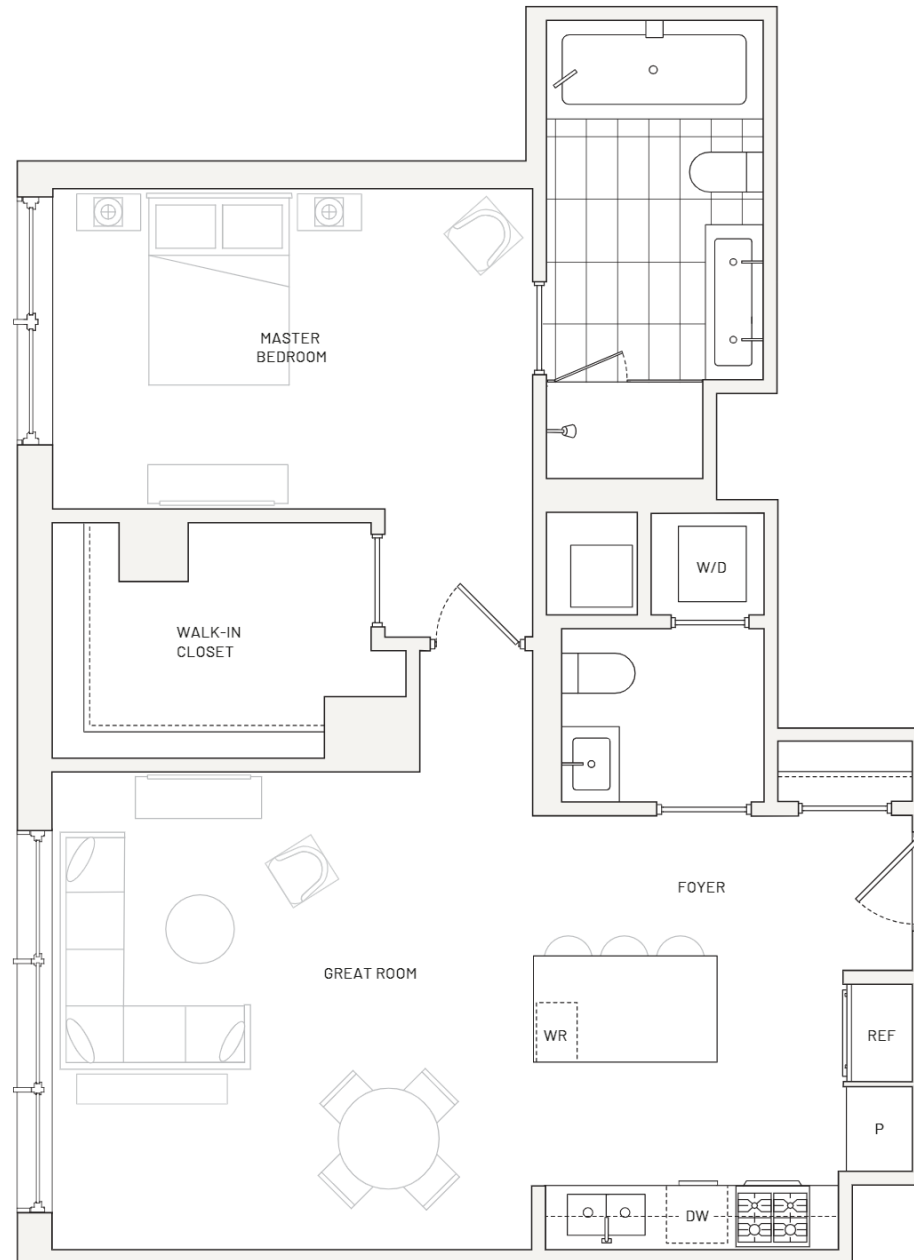 MASTER
BEDROOM
W/D
WALK-IN
CLOSET
FOYER
GREAT ROOM
WR
REF
P
DW